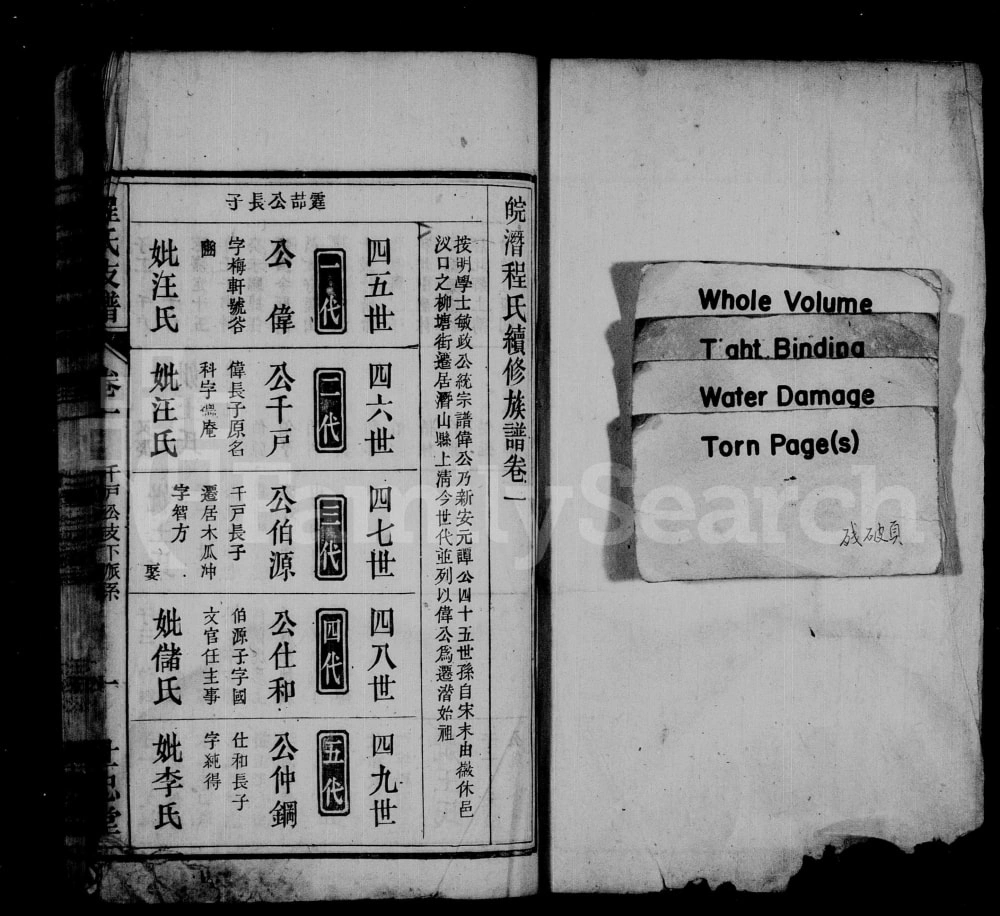 皖潛程氏續修族譜卷一
按明學士敏政公統宗譜偉公乃新安元譚公四十五世孫自宋末由徽休邑
汊口之柳塘街遷居潛山縣上清今世代並列以偉公爲遷潛始祖
霆喆公長子
四五世
一代
公偉
字梅軒號谷
幽
妣汪氏
四六世
二代
公千戶
偉長子原名
科字儒庵
妣汪氏
四七世
三代
公伯源
千戶長子
遷居木瓜冲
字智方
娶
四八世
四代
公仕和
伯源子字國
文官任主事
妣儲氏
四九世
五代
公仲鋼
仕和長子
字純得
妣李氏
程氏支譜
卷一
千戶公支下派系
一
Whole Volume
Tight Binding
Water Damage
Torn Page(s)
残破頁
FamilySearch